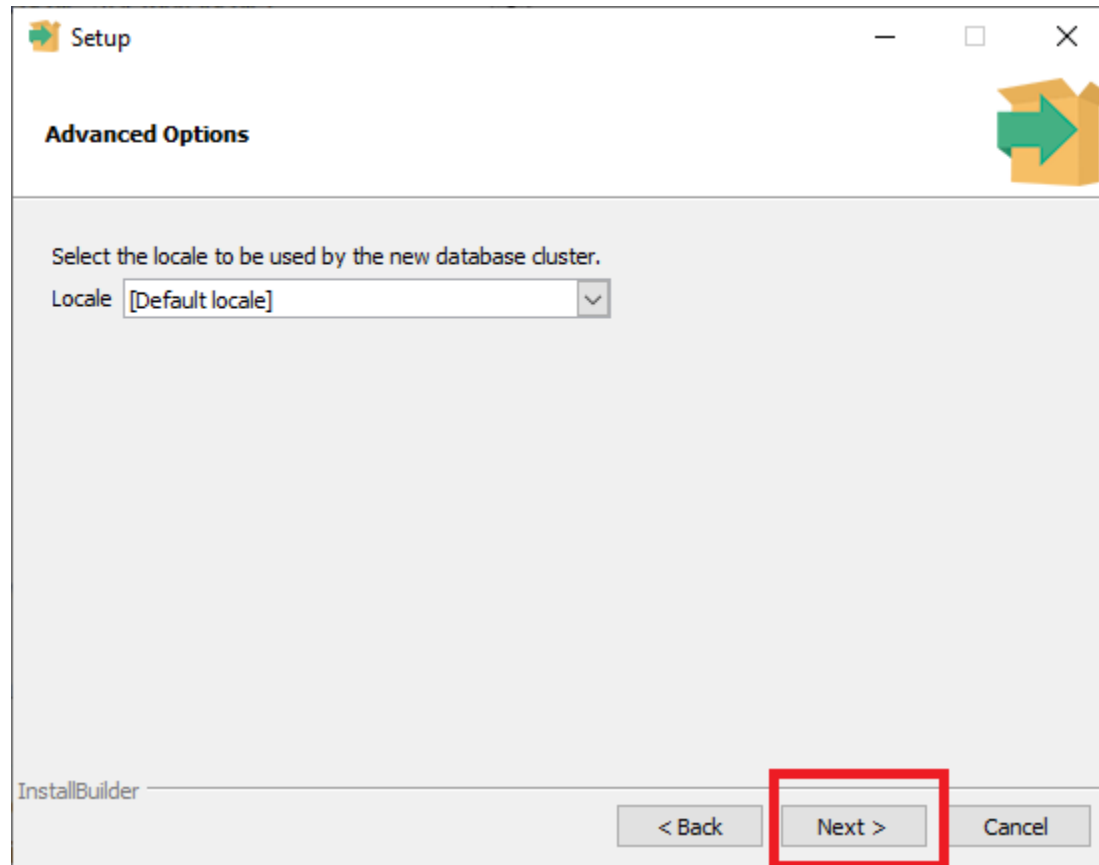 Setup
Advanced Options
Select the locale to be used by the new database cluster.
Locale [Default locale]
InstallBuilder
< Back Next > Cancel